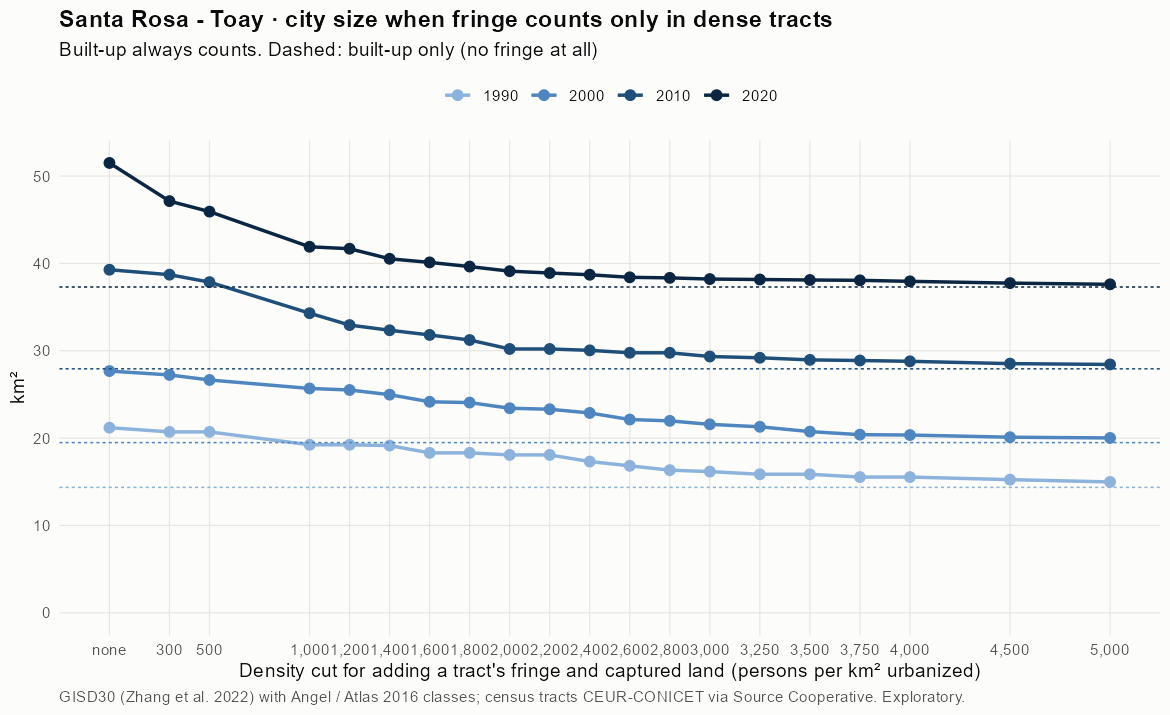 Santa Rosa - Toay · city size when fringe counts only in dense tracts
Built-up always counts. Dashed: built-up only (no fringe at all)
1990 2000 2010 2020
50
40
30
20
10
0
km²
none 300 500 1,000 1,200 1,400 1,600 1,800 2,000 2,200 2,400 2,600 2,800 3,000 3,250 3,500 3,750 4,000 4,500 5,000
Density cut for adding a tract's fringe and captured land (persons per km² urbanized)
GISD30 (Zhang et al. 2022) with Angel / Atlas 2016 classes; census tracts CEUR-CONICET via Source Cooperative. Exploratory.